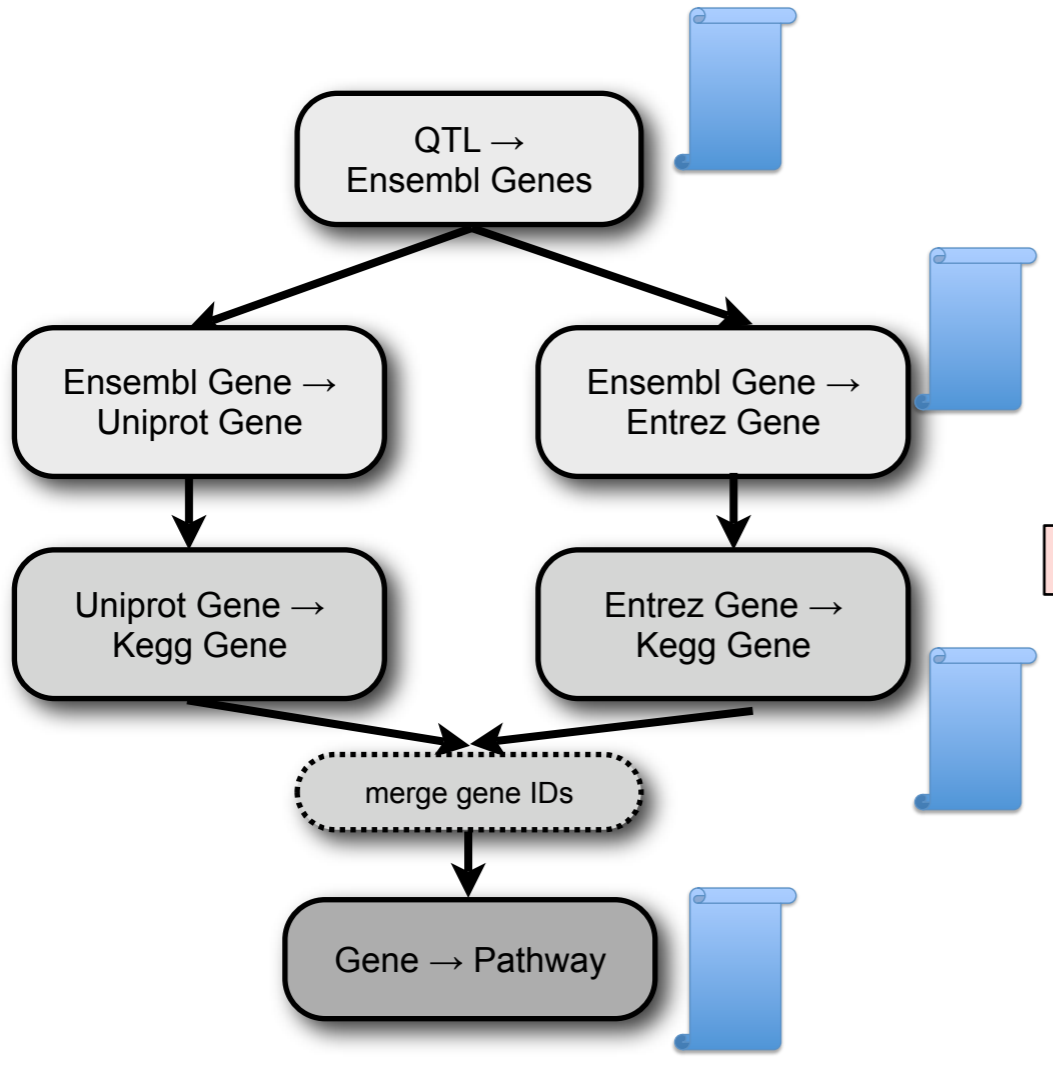 QTL →
Ensembl Genes
Ensembl Gene →
Uniprot Gene
Ensembl Gene →
Entrez Gene
Uniprot Gene →
Kegg Gene
Entrez Gene →
Kegg Gene
merge gene IDs
Gene → Pathway